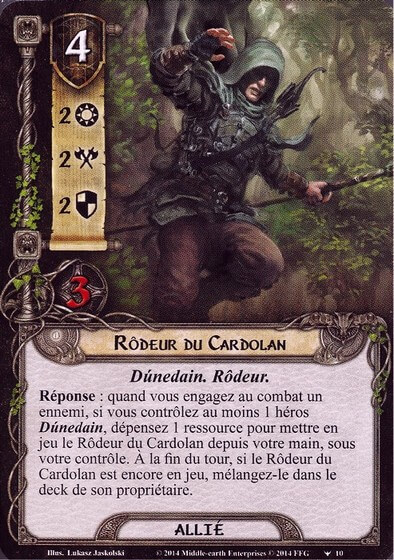 4
2
2
2
3
RÔDEUR DU CARDOLAN
Dúnedain. Rôdeur.
Réponse : quand vous engagez au combat un
ennemi, si vous contrôlez au moins 1 héros
Dúnedain, dépensez 1 ressource pour mettre en
jeu le Rôdeur du Cardolan depuis votre main, sous
votre contrôle. À la fin du tour, si le Rôdeur du
Cardolan est encore en jeu, mélangez-le dans le
deck de son propriétaire.
ALLIÉ
Illus. Lukasz Jaskolski © 2014 Middle-earth Enterprises © 2014 FFG 10